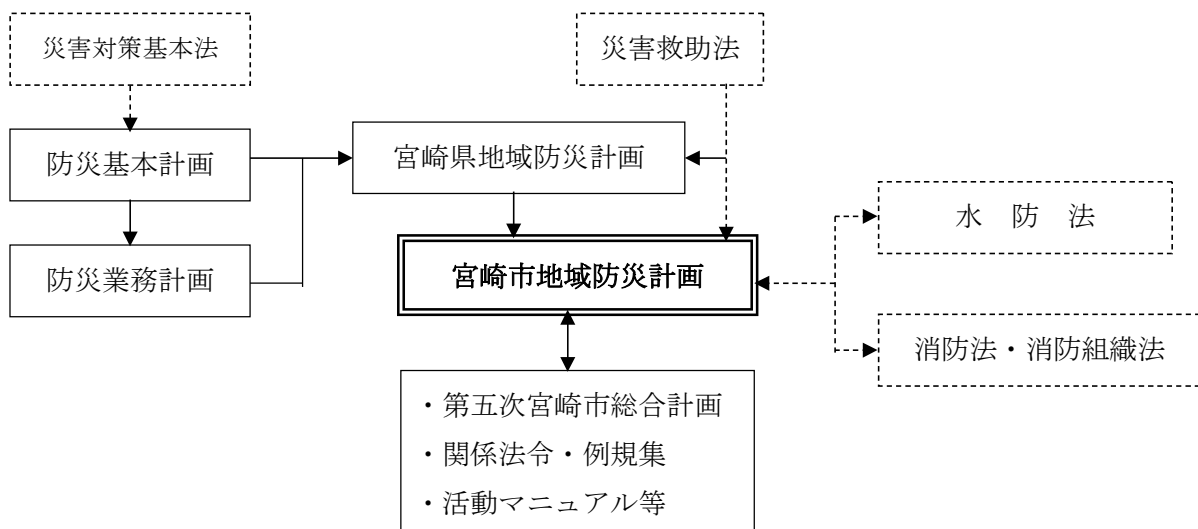 災害対策基本法
災害救助法
防災基本計画
宮崎県地域防災計画
水 防 法
防災業務計画
宮崎市地域防災計画
消防法・消防組織法
・第五次宮崎市総合計画
・関係法令・例規集
・活動マニュアル等